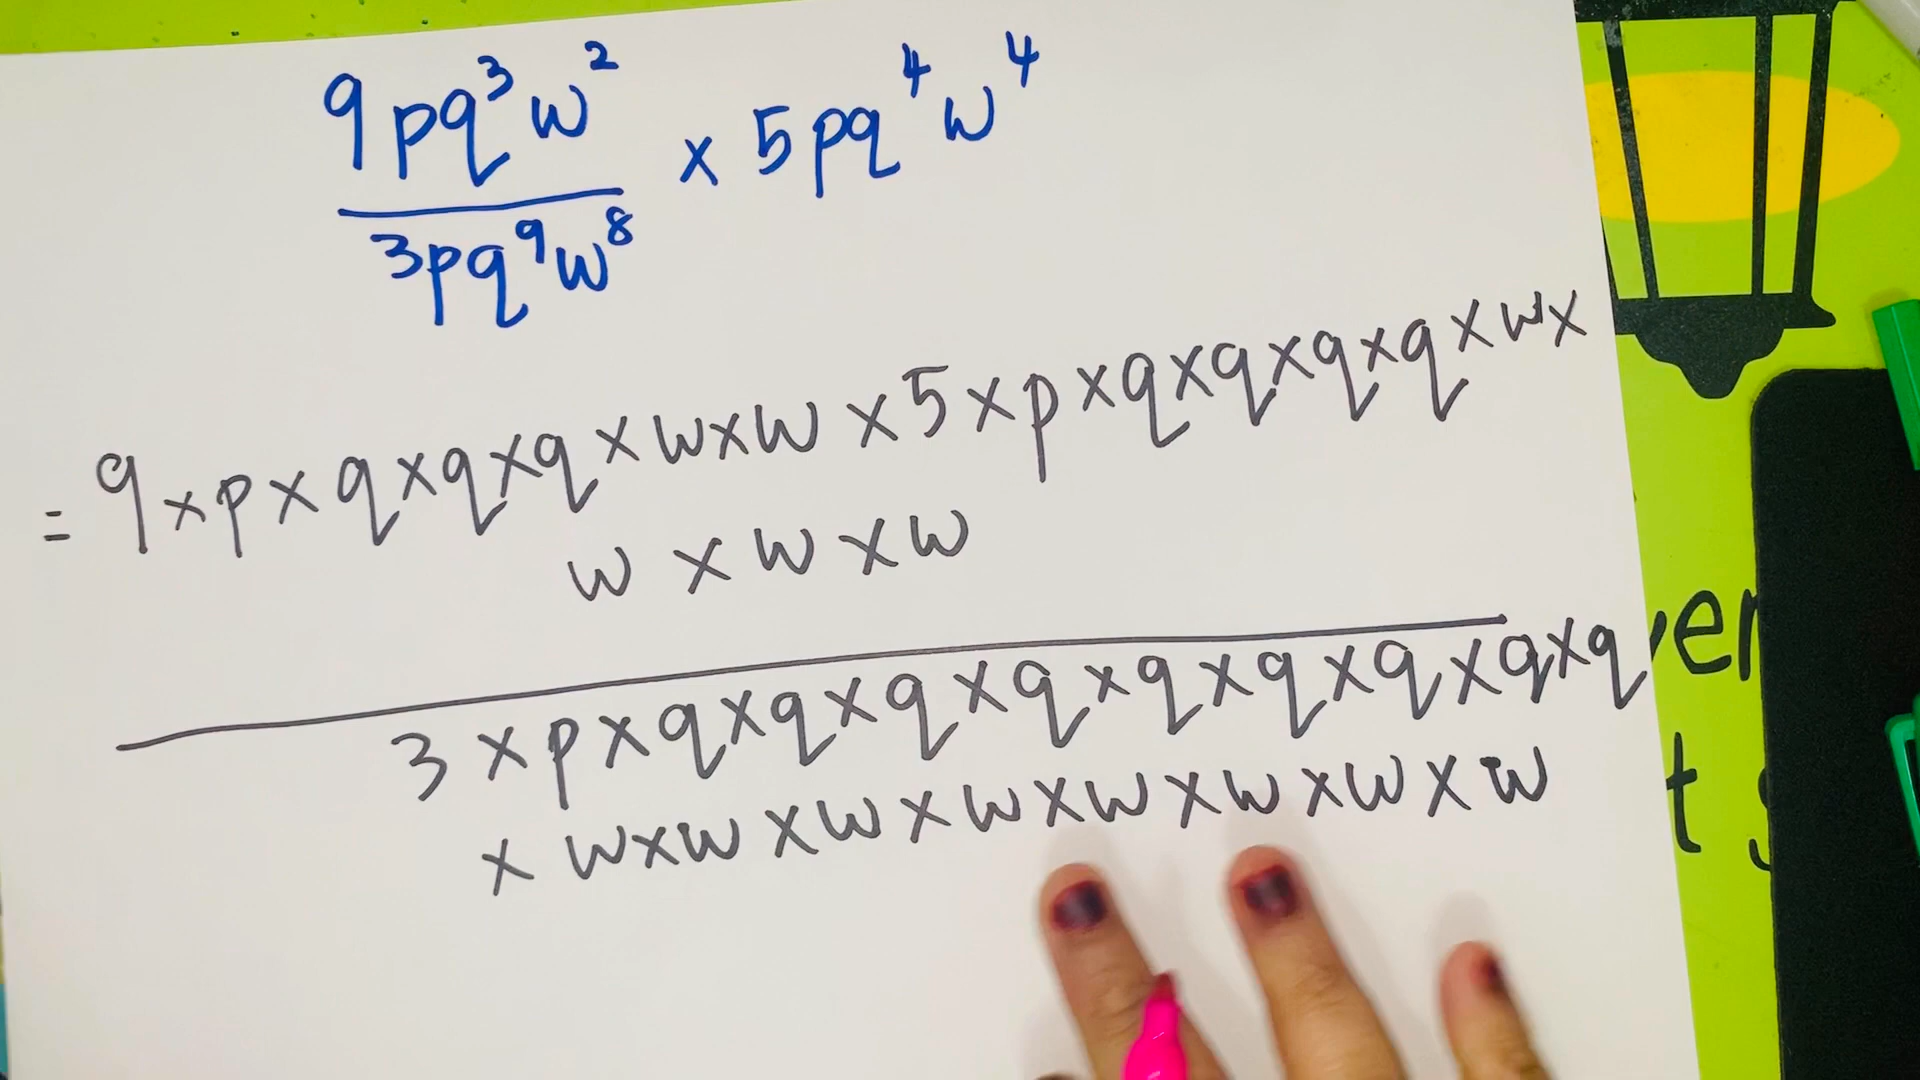 9pq³w²
———— × 5pq⁴w⁴
3pq⁹w⁸
= 9×p×q×q×q×w×w×5×p×q×q×q×q×w×
w×w×w
————————
3×p×q×q×q×q×q×q×q×q×q
×w×w×w×w×w×w×w×w